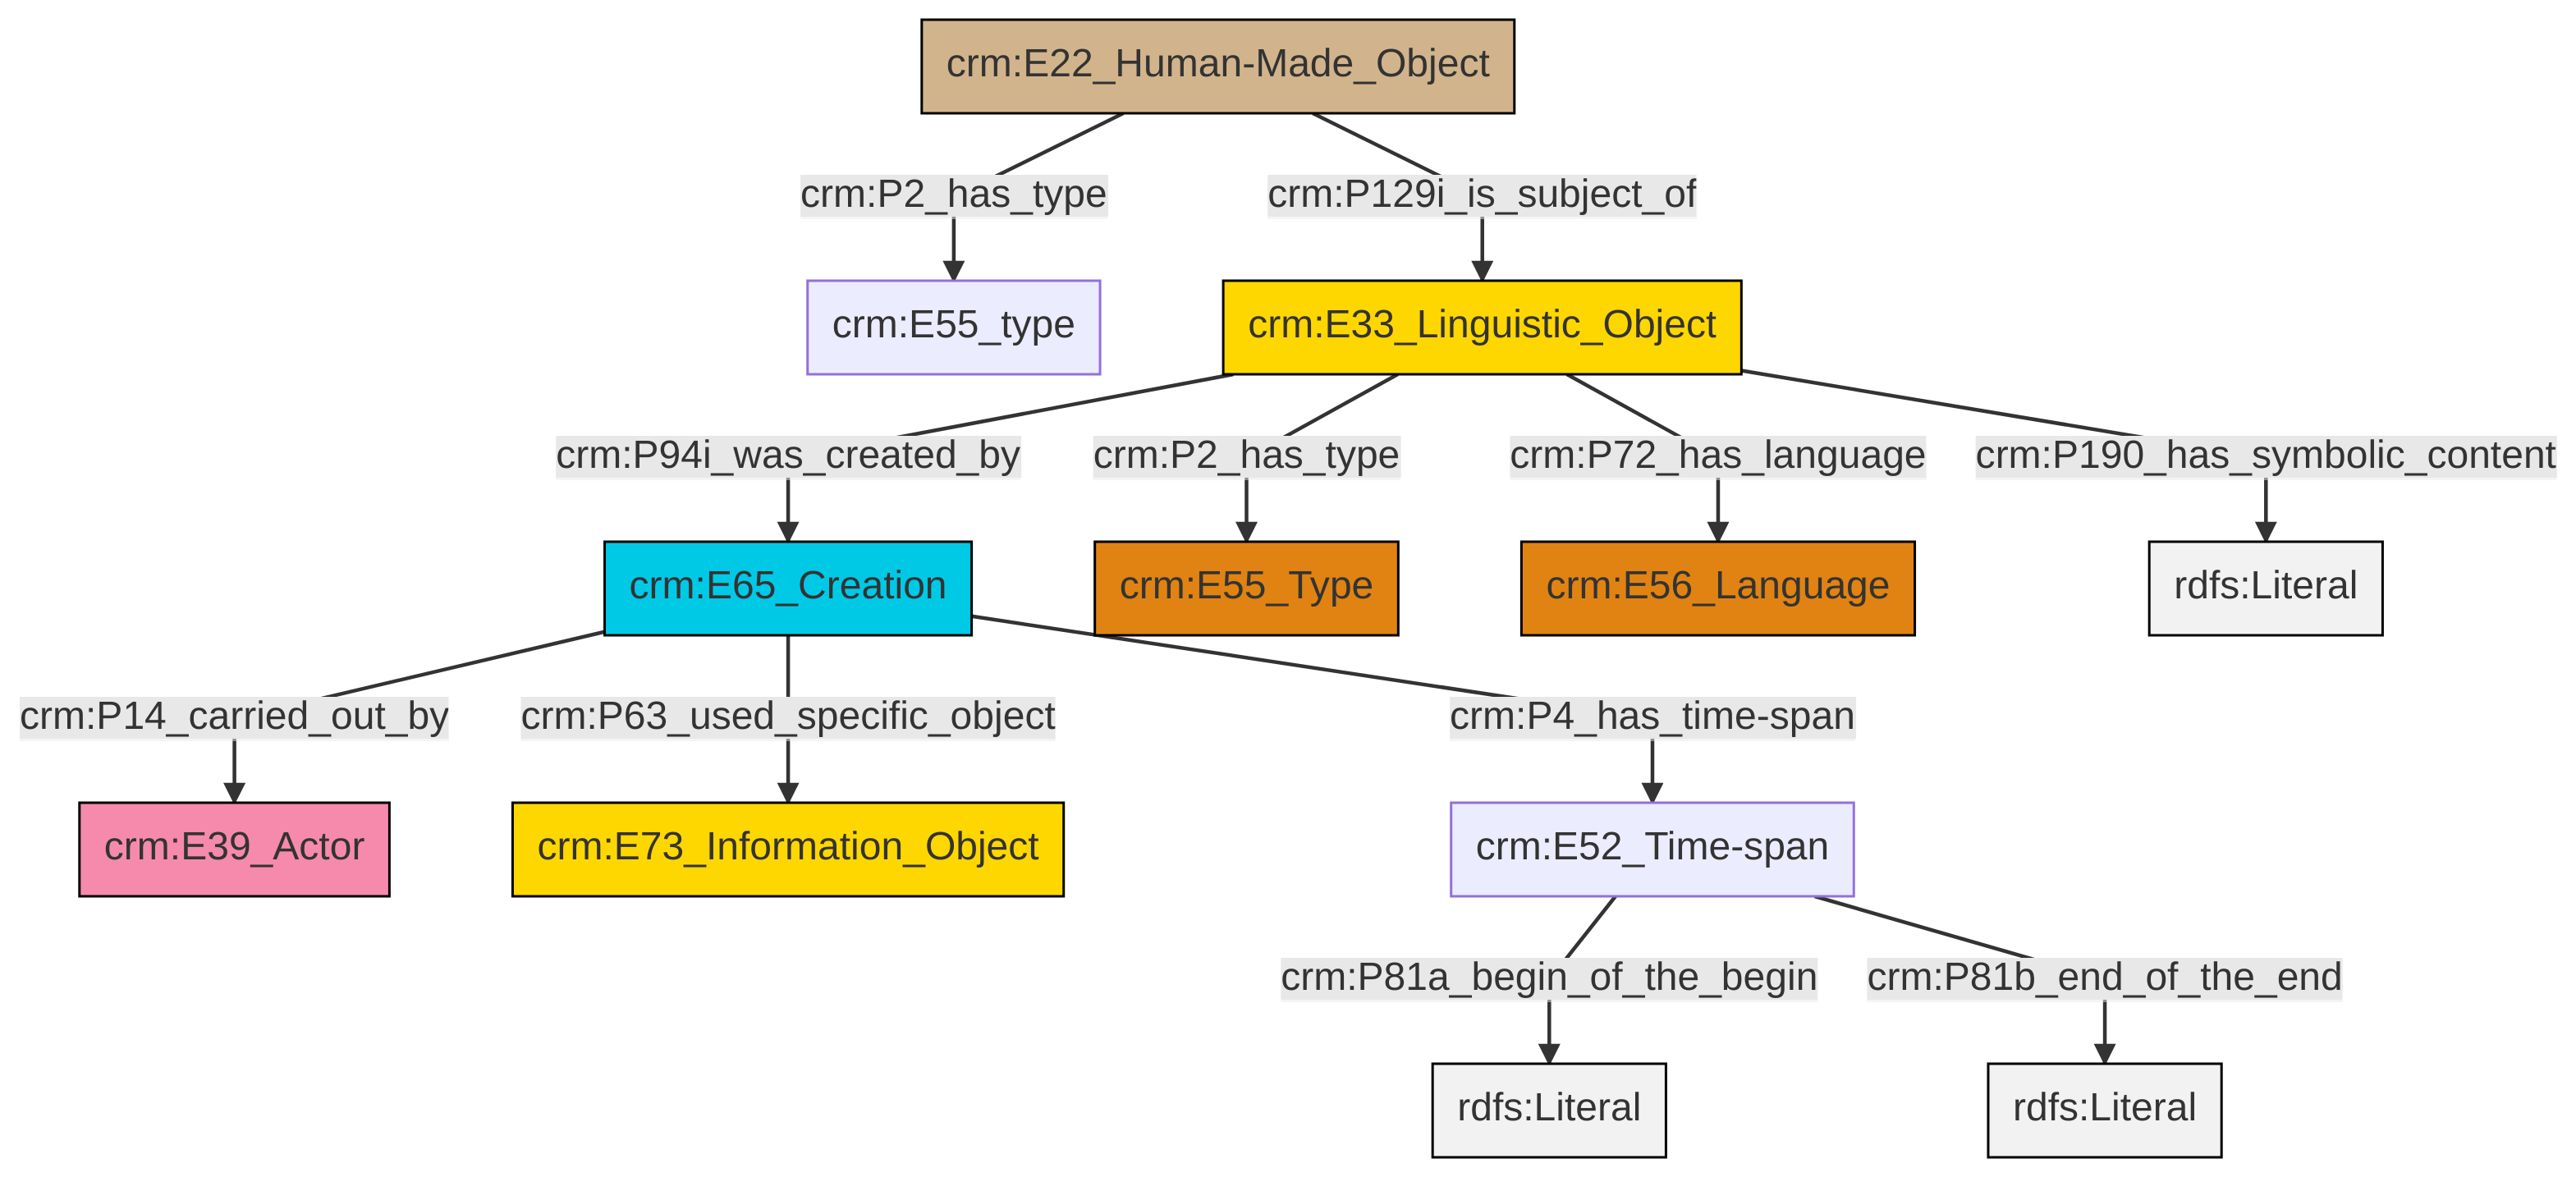 crm:E22_Human-Made_Object
crm:P2_has_type
crm:P129i_is_subject_of
crm:E55_type
crm:E33_Linguistic_Object
crm:P94i_was_created_by
crm:P2_has_type
crm:P72_has_language
crm:P190_has_symbolic_content
crm:E65_Creation
crm:E55_Type
crm:E56_Language
rdfs:Literal
crm:P14_carried_out_by
crm:P63_used_specific_object
crm:P4_has_time-span
crm:E39_Actor
crm:E73_Information_Object
crm:E52_Time-span
crm:P81a_begin_of_the_begin
crm:P81b_end_of_the_end
rdfs:Literal
rdfs:Literal